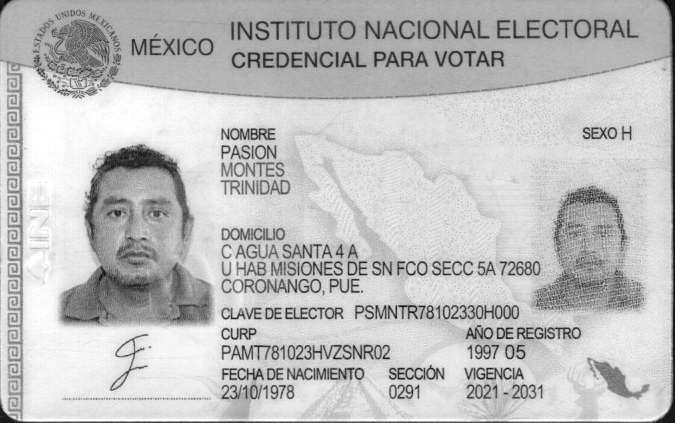 ESTADOS UNIDOS MEXICANOS
MÉXICO
INSTITUTO NACIONAL ELECTORAL
CREDENCIAL PARA VOTAR
NOMBRE
SEXO H
PASION
MONTES
TRINIDAD
DOMICILIO
C AGUA SANTA 4 A
U HAB MISIONES DE SN FCO SECC 5A 72680
CORONANGO, PUE.
CLAVE DE ELECTOR PSMNTR78102330H000
CURP
AÑO DE REGISTRO
PAMT781023HVZSNR02
1997 05
FECHA DE NACIMIENTO SECCIÓN VIGENCIA
23/10/1978 0291 2021 - 2031
INE